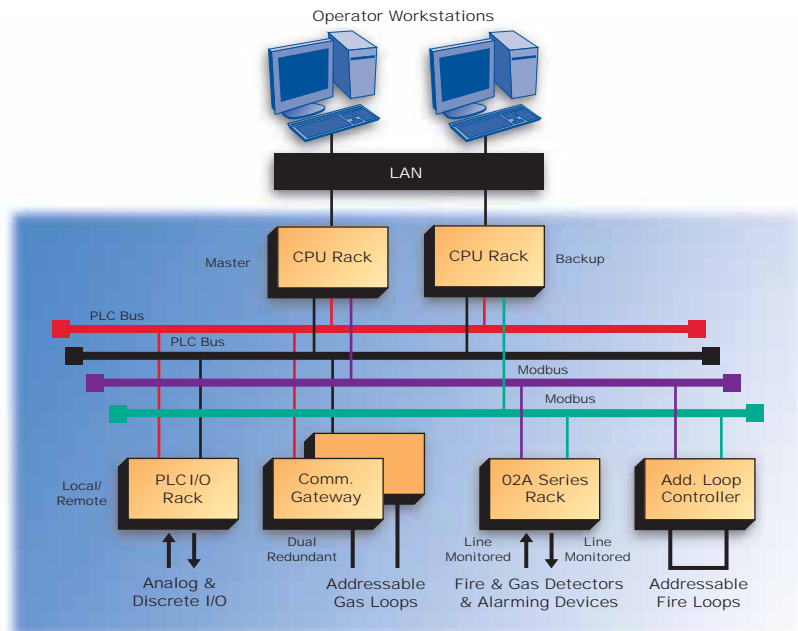 Operator Workstations
LAN
CPU Rack
CPU Rack
Master
Backup
PLC Bus
PLC Bus
Modbus
Modbus
Local/
Remote
PLC I/O
Rack
Comm.
Gateway
02A Series
Rack
Add. Loop
Controller
Dual
Redundant
Line
Monitored
Line
Monitored
Analog &
Discrete I/O
Addressable
Gas Loops
Fire & Gas Detectors
& Alarming Devices
Addressable
Fire Loops